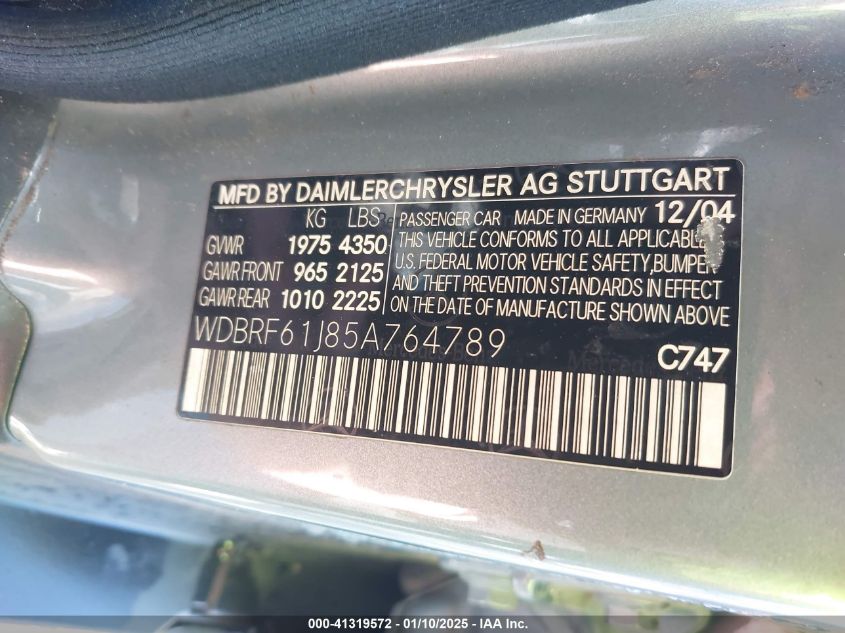 MFD BY DAIMLERCHRYSLER AG STUTTGART
KG LBS PASSENGER CAR MADE IN GERMANY 12/04
GVWR 1975 4350 THIS VEHICLE CONFORMS TO ALL APPLICABLE
GAWR FRONT 965 2125 U.S. FEDERAL MOTOR VEHICLE SAFETY,BUMPER
GAWR REAR 1010 2225 AND THEFT PREVENTION STANDARDS IN EFFECT
ON THE DATE OF MANUFACTURE SHOWN ABOVE
WDBRF61J85A764789
C747
000-41319572 — 01/10/2025 — © IAA Inc.